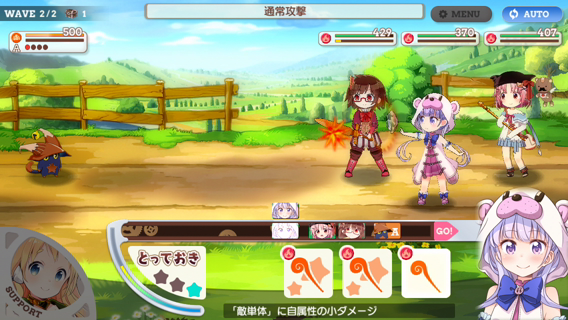 WAVE 2/2 1
通常攻撃
MENU
AUTO
500
A
429
370
407
A
GO!
とっておき
SUPPORT
「敵単体」に自属性の小ダメージ